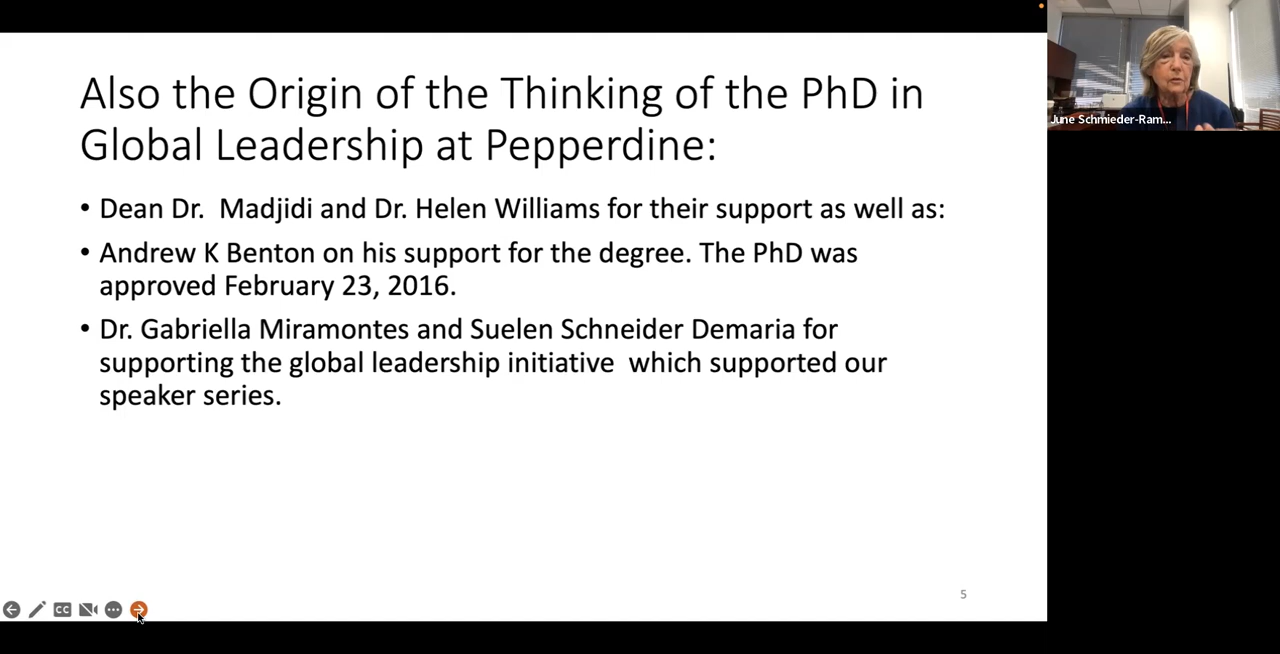 Also the Origin of the Thinking of the PhD in
Global Leadership at Pepperdine:
• Dean Dr.  Madjidi and Dr. Helen Williams for their support as well as:
• Andrew K Benton on his support for the degree. The PhD was
approved February 23, 2016.
• Dr. Gabriella Miramontes and Suelen Schneider Demaria for
supporting the global leadership initiative  which supported our
speaker series.
5
CC
June Schmieder-Ram...